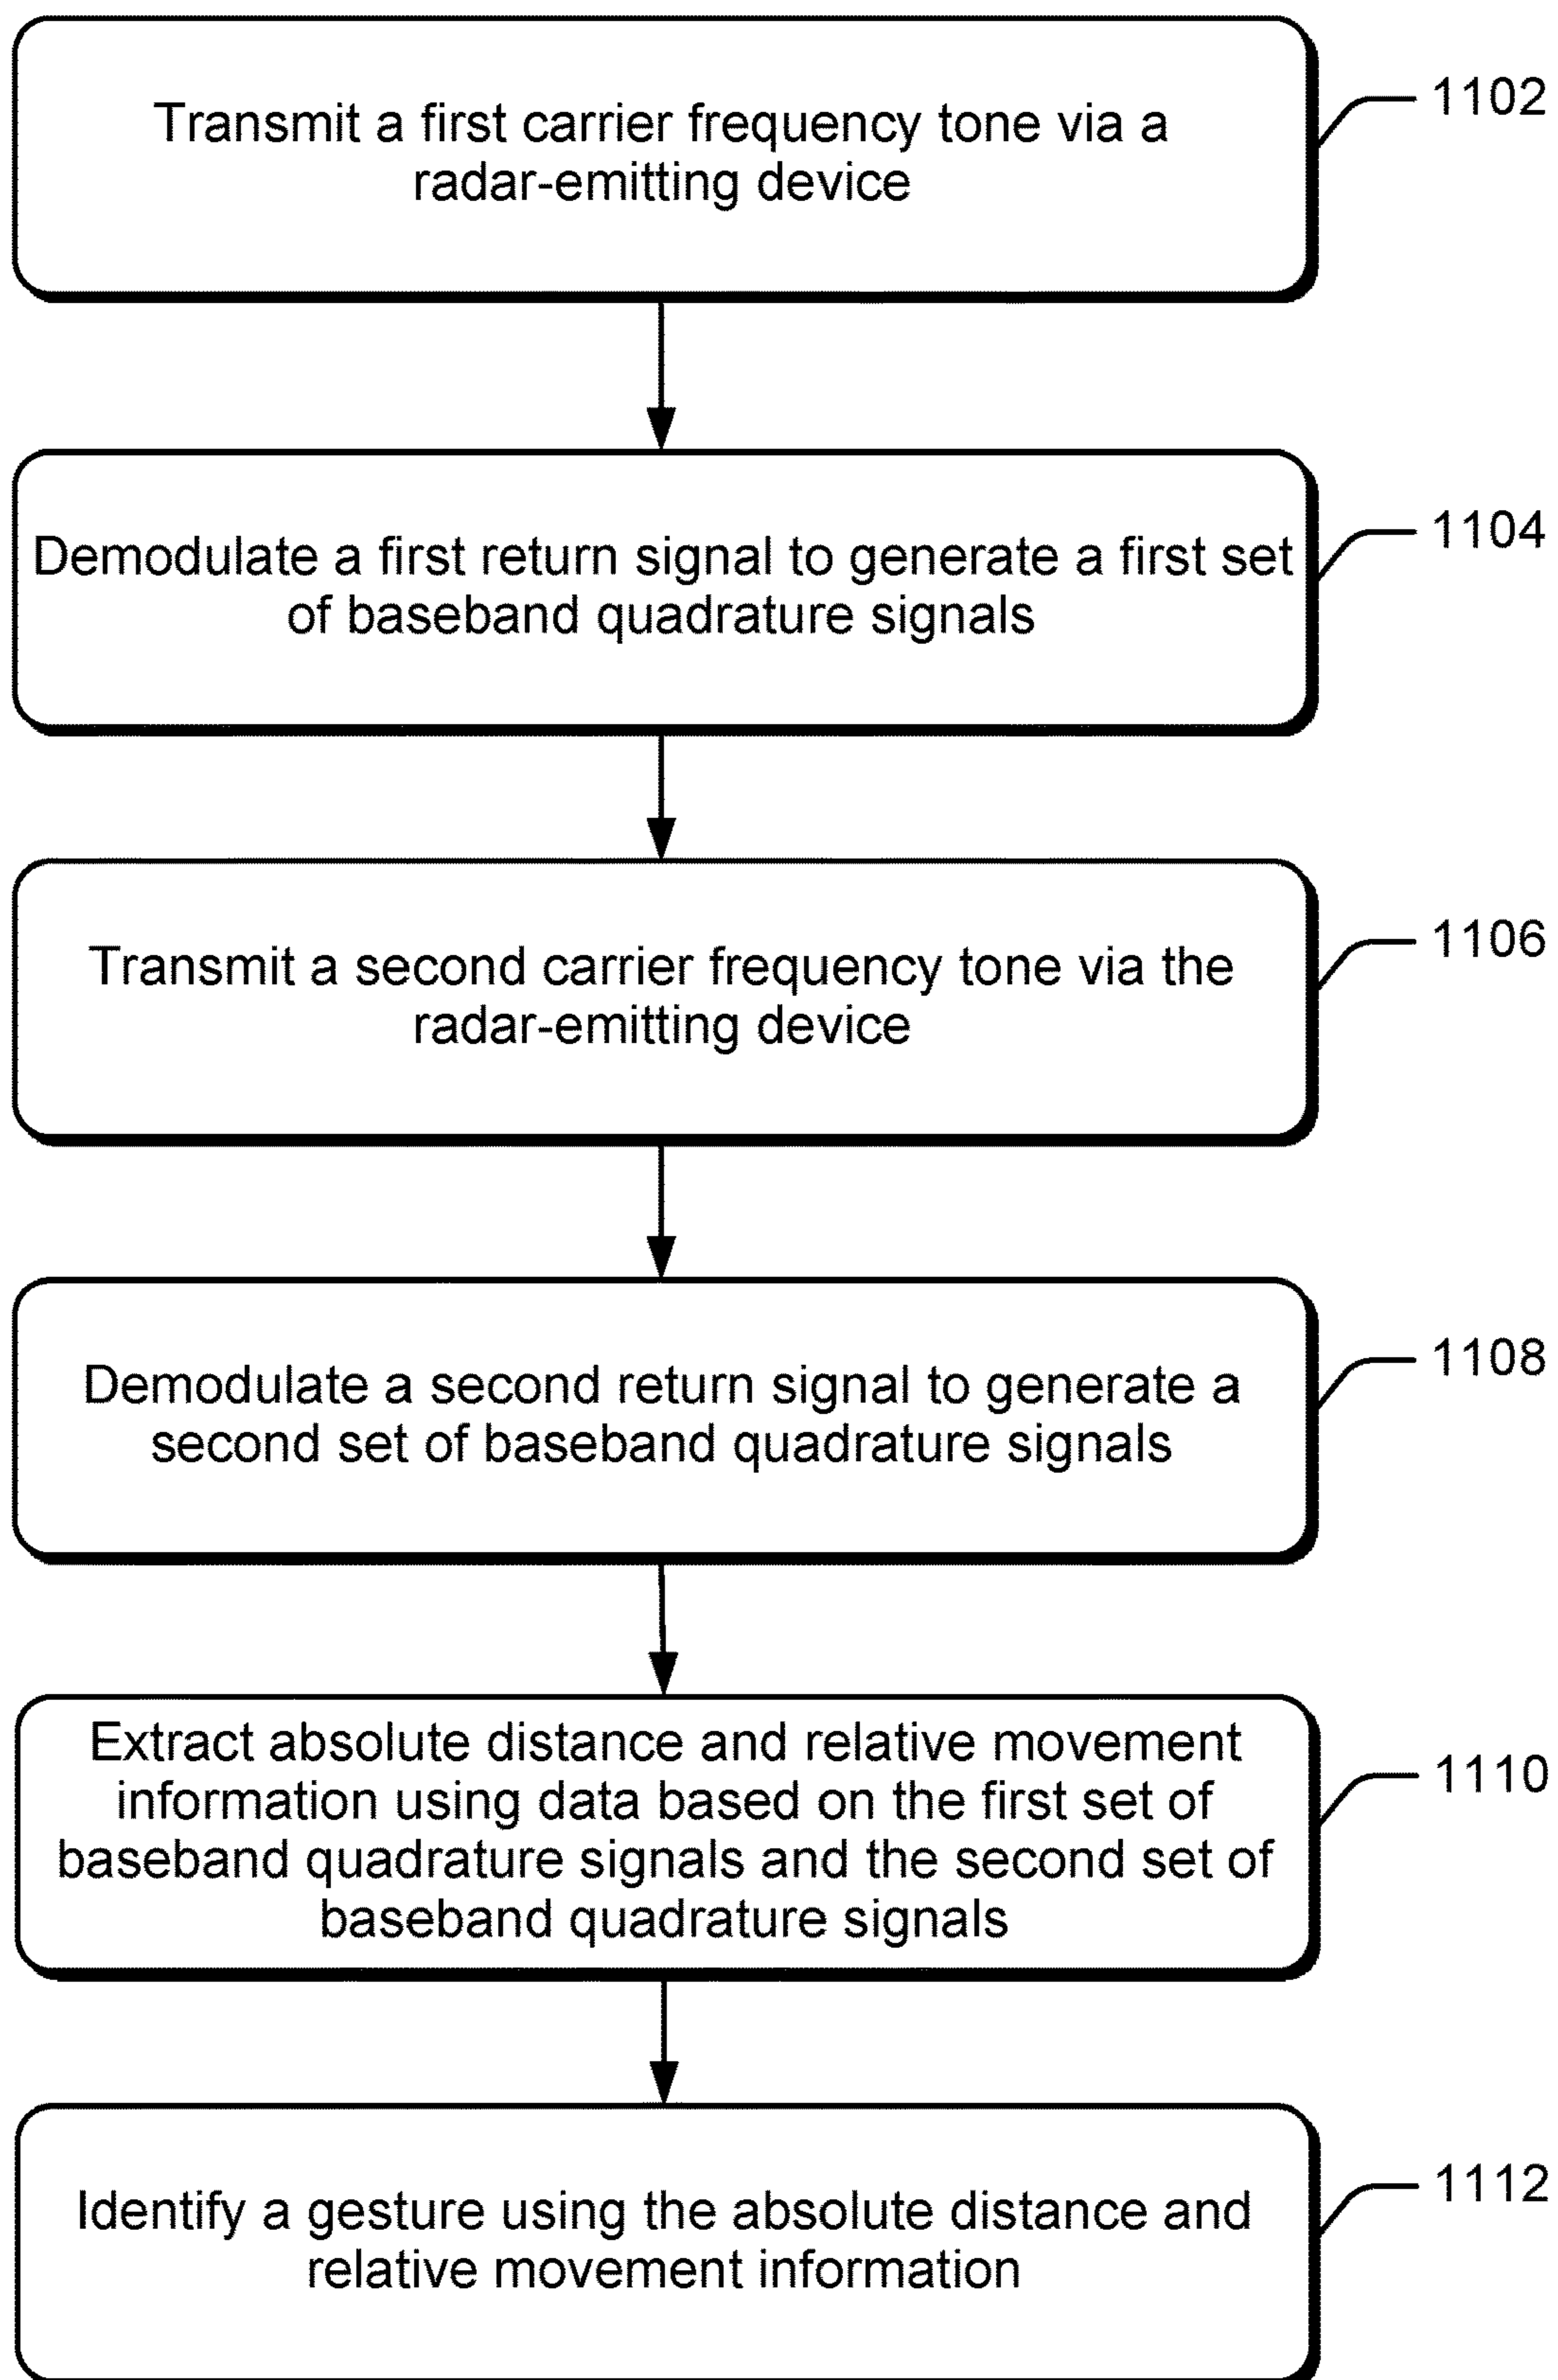 Transmit a first carrier frequency tone via a
radar-emitting device
1102
Demodulate a first return signal to generate a first set
of baseband quadrature signals
1104
Transmit a second carrier frequency tone via the
radar-emitting device
1106
Demodulate a second return signal to generate a
second set of baseband quadrature signals
1108
Extract absolute distance and relative movement
information using data based on the first set of
baseband quadrature signals and the second set of
baseband quadrature signals
1110
Identify a gesture using the absolute distance and
relative movement information
1112